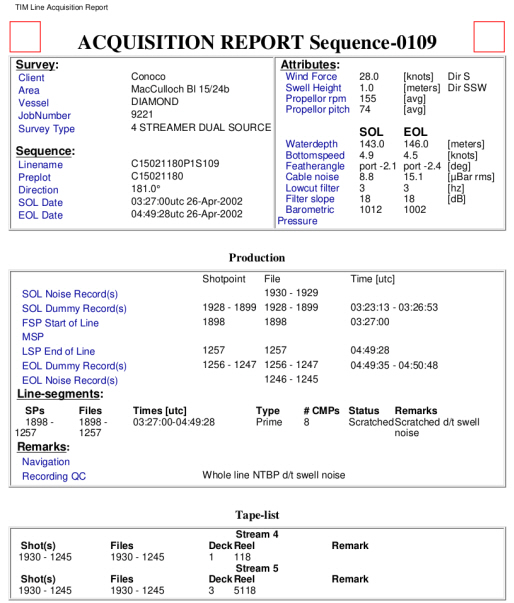 TIM Line Acquisition Report
ACQUISITION REPORT Sequence-0109
Survey:
Client Conoco
Area MacCulloch Bl 15/24b
Vessel DIAMOND
JobNumber 9221
Survey Type 4 STREAMER DUAL SOURCE
Sequence:
Linename C15021180P1S109
Preplot C15021180
Direction 181.0°
SOL Date 03:27:00utc 26-Apr-2002
EOL Date 04:49:28utc 26-Apr-2002
Attributes:
Wind Force 28.0 [knots] Dir S
Swell Height 1.0 [meters] Dir SSW
Propellor rpm 155 [avg]
Propellor pitch 74 [avg]
SOL EOL
Waterdepth 143.0 146.0 [meters]
Bottomspeed 4.9 4.5 [knots]
Featherangle port -2.1 port -2.4 [deg]
Cable noise 8.8 15.1 [µBar rms]
Lowcut filter 3 3 [hz]
Filter slope 18 18 [dB]
Barometric 1012 1002
Pressure
Production
Shotpoint File Time [utc]
SOL Noise Record(s) 1930 - 1929
SOL Dummy Record(s) 1928 - 1899 1928 - 1899 03:23:13 - 03:26:53
FSP Start of Line 1898 1898 03:27:00
MSP
LSP End of Line 1257 1257 04:49:28
EOL Dummy Record(s) 1256 - 1247 1256 - 1247 04:49:35 - 04:50:48
EOL Noise Record(s) 1246 - 1245
Line-segments:
SPs Files Times [utc] Type # CMPs Status Remarks
1898 - 1898 - 03:27:00-04:49:28 Prime 8 Scratched Scratched d/t swell
1257 1257 noise
Remarks:
Navigation
Recording QC Whole line NTBP d/t swell noise
Tape-list
Stream 4
Shot(s) Files Deck Reel Remark
1930 - 1245 1930 - 1245 1 118
Stream 5
Shot(s) Files Deck Reel Remark
1930 - 1245 1930 - 1245 3 5118